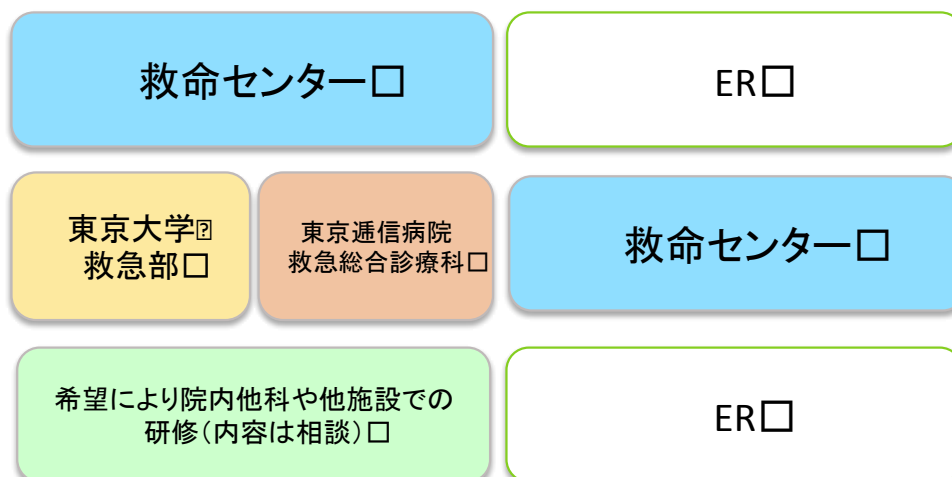 救命センター□
ER□
東京大学⍰
救急部□
東京逓信病院
救急総合診療科□
救命センター□
希望により院内他科や他施設での
研修（内容は相談）□
ER□